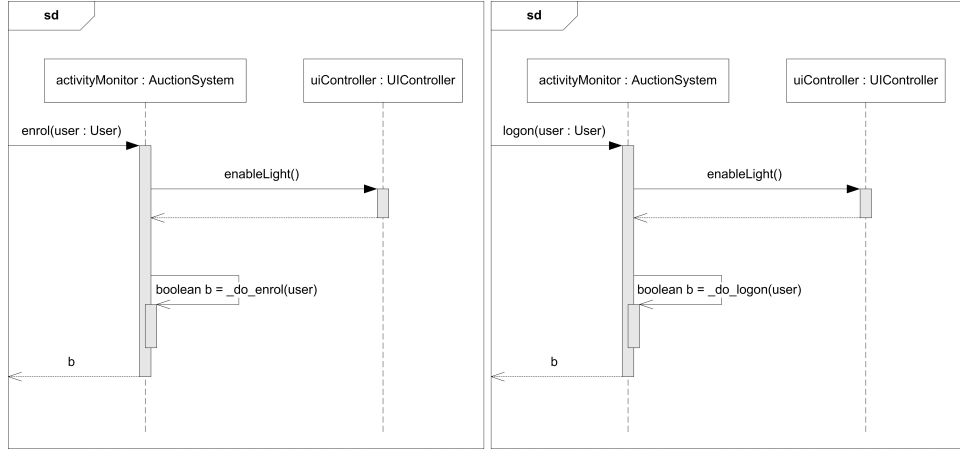 sd
activityMonitor : AuctionSystem
uiController : UIController
enrol(user : User)
enableLight()
boolean b = _do_enrol(user)
b
sd
activityMonitor : AuctionSystem
uiController : UIController
logon(user : User)
enableLight()
boolean b = _do_logon(user)
b